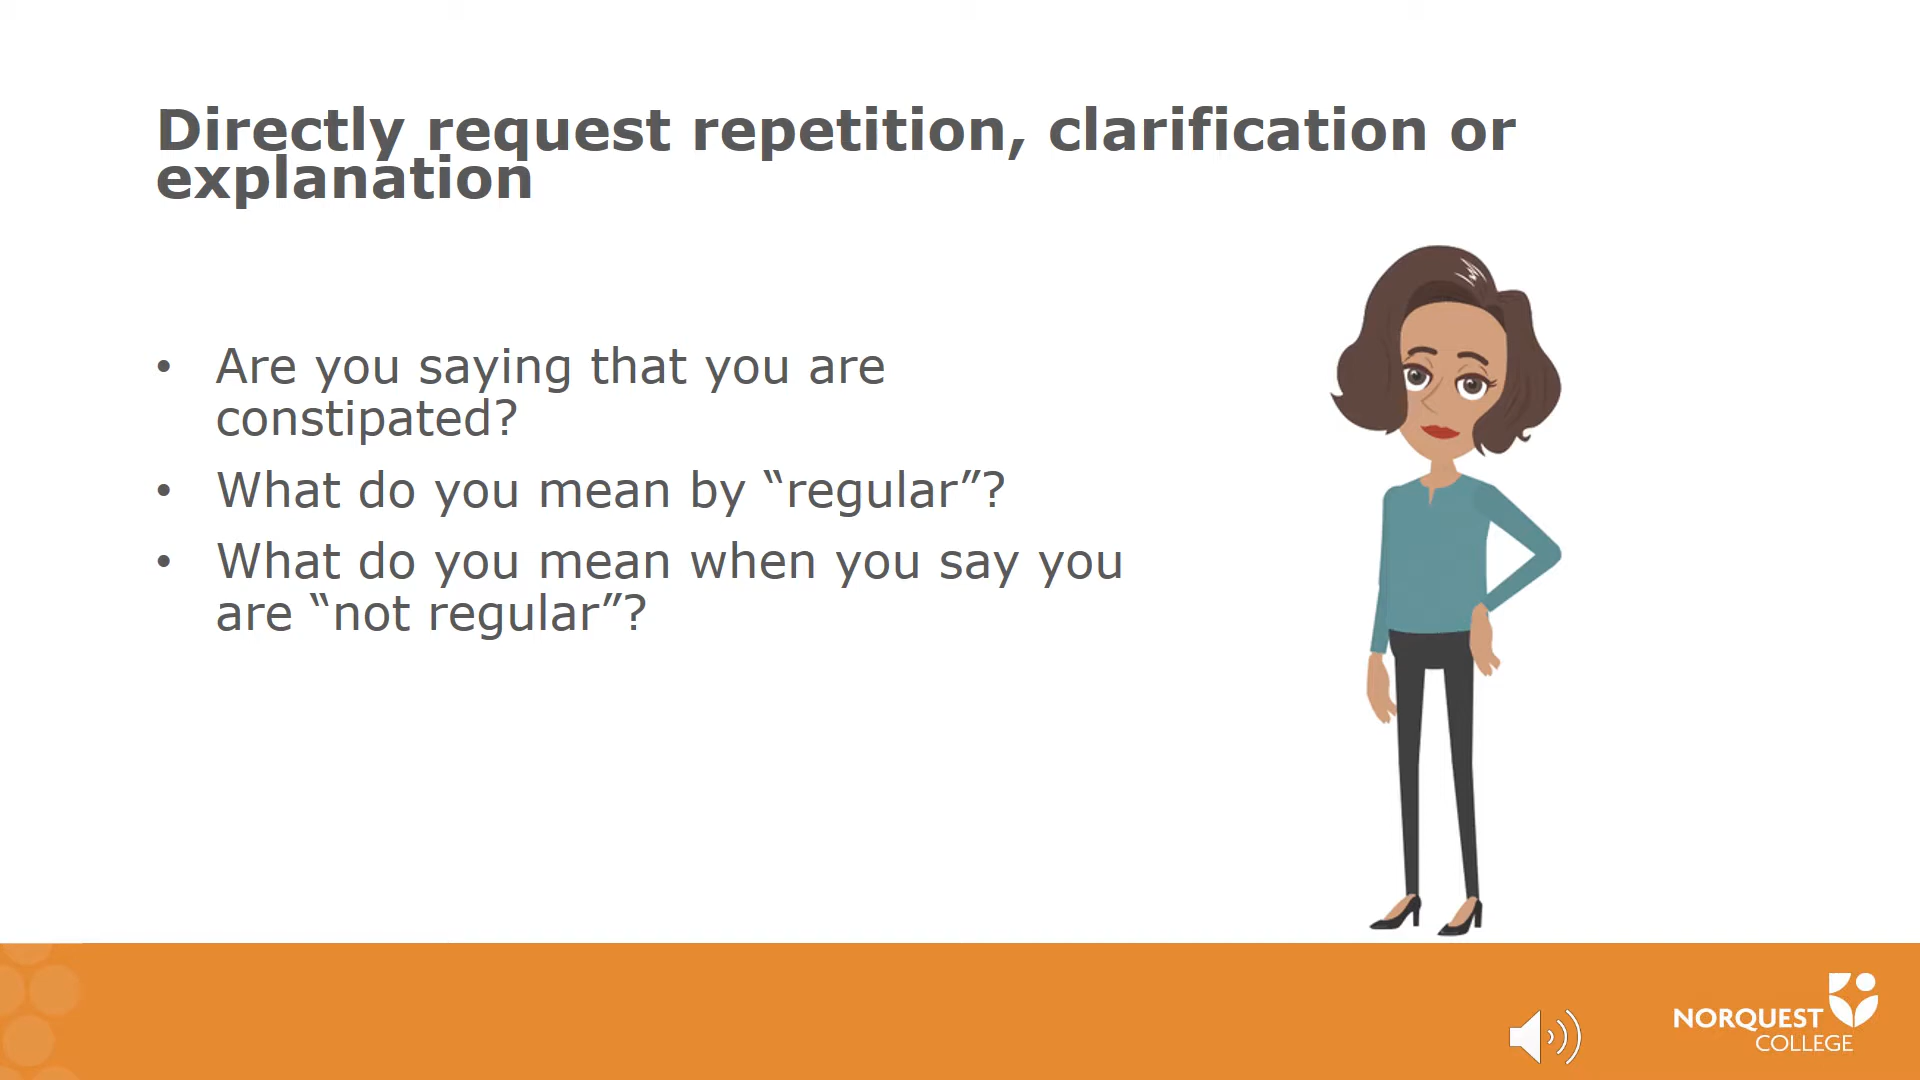 Directly request repetition, clarification or
explanation
• Are you saying that you are
constipated?
• What do you mean by “regular”?
• What do you mean when you say you
are “not regular”?
NORQUEST
COLLEGE